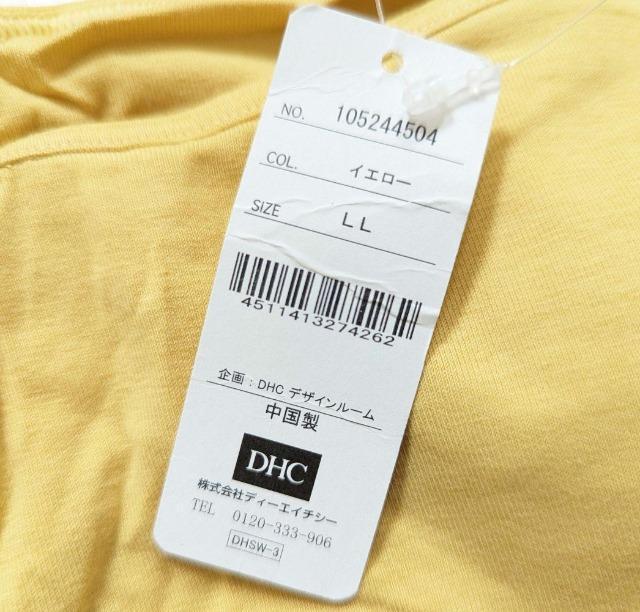 NO. 105244504
COL. イエロー
SiZE LL
4511413274262
企画：DHC デザインルーム
中国製
DHC
株式会社ディーエイチシー
TEL 0120-333-906
DHSW-3